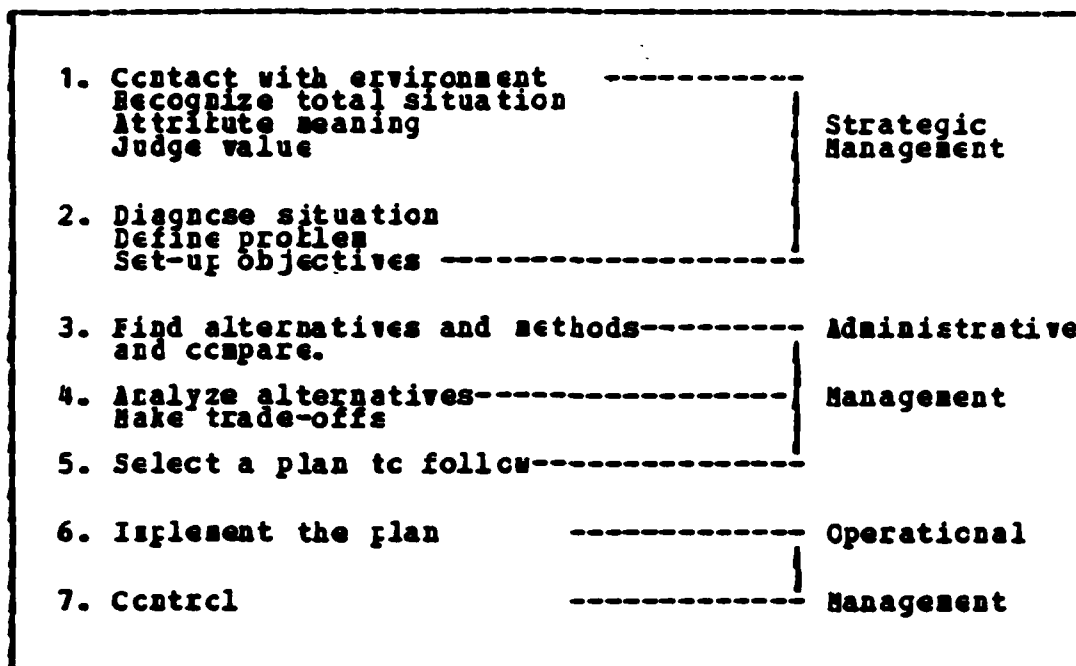 1. Contact with environment
Recognize total situation
Attribute meaning
Judge value
Strategic
Management
2. Diagnose situation
Define problem
Set-up objectives
3. Find alternatives and methods
and compare.
Administrative
4. Analyze alternatives
Make trade-offs
Management
5. Select a plan to follow
6. Implement the plan
Operational
7. Control
Management